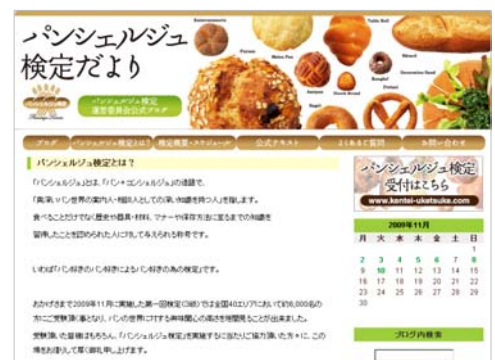 パンシェルジュ
検定だより
パンシェルジュ検定
運営委員会公式ブログ
Melon Pan
Table Roll
ブログ
パンシェルジュ検定とは?
検定概要・スケジュール
公式テキスト
よくあるご質問
お問い合わせ
パンシェルジュ検定とは?
「パンシェルジュ」とは、「パン+コンシェルジュ」の造語で、
「奥深いパン世界の案内人・相談人としての深い知識を持つ人」を指します。
食べることだけでなく歴史や器具・材料、マナーや保存方法に至るまでの知識を
習得したことを認められた人に対して与えられる称号です。
いわば「パン好きのパン好きによるパン好きの為の検定」です。
おかげさまで2009年11月に実施した第一回検定(3級)では全国40エリアにおいて約6,000名の
方にご受験頂く事となり、パンの世界に対する興味関心の高さを垣間見ることが出来ました。
受験頂いた皆様はもちろん、「パンシェルジュ検定」を実施するに当たりご協力頂いた方々に、この
場をお借りして厚く御礼申し上げます。
パンシェルジュ検定
受付はこちら
www.kentei-uketsuke.com
2009年11月
月 火 水 木 金 土 日
1
2 3 4 5 6 7 8
9 10 11 12 13 14 15
16 17 18 19 20 21 22
23 24 25 26 27 28 29
30
ブログ内検索